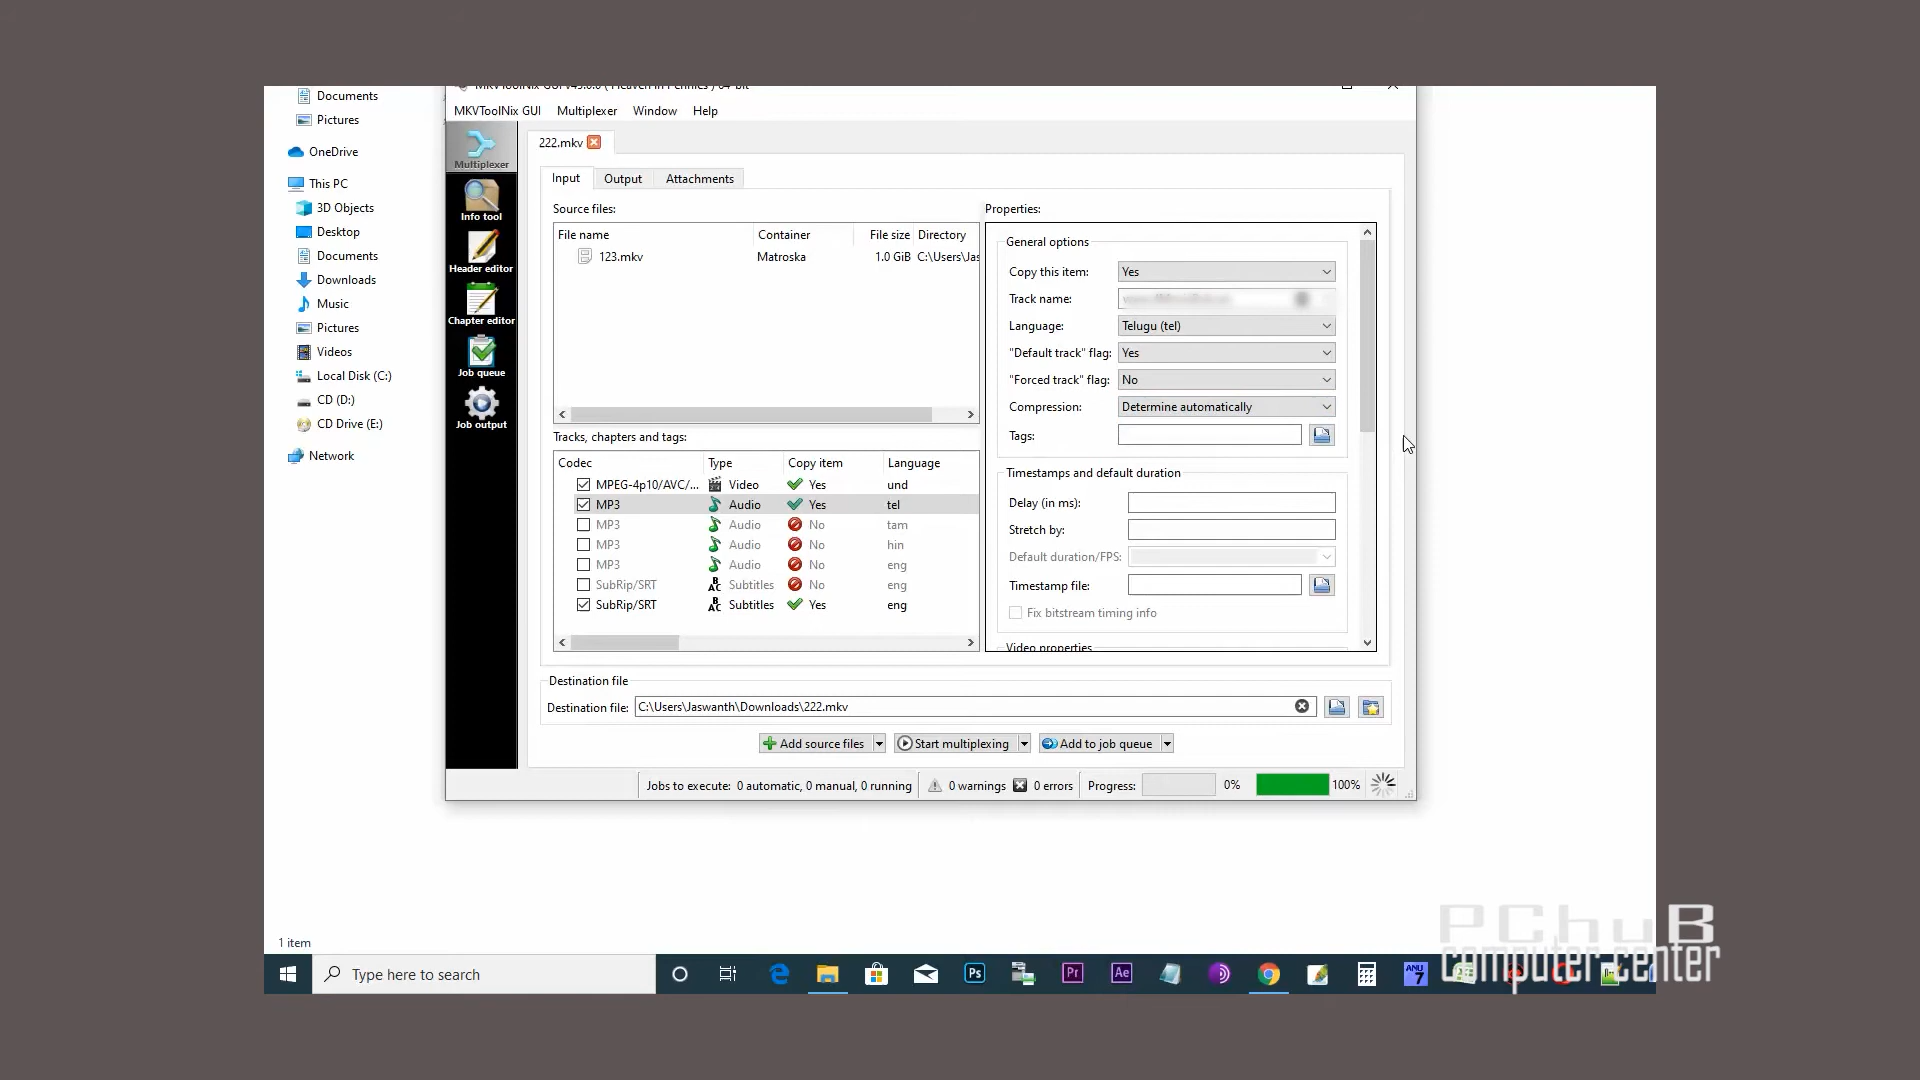 Documents
Pictures
OneDrive
This PC
3D Objects
Desktop
Documents
Downloads
Music
Pictures
Videos
Local Disk (C:)
CD (D:)
CD Drive (E:)
Network
1 item
MKVToolNix GUI Multiplexer Window Help
Multiplexer
Info tool
Header editor
Chapter editor
Job queue
Job output
222.mkv
Input Output Attachments
Source files:
File name Container File size Directory
123.mkv Matroska 1.0 GiB C:\Users\Jas
Tracks, chapters and tags:
Codec Type Copy item Language
MPEG-4p10/AVC/... Video Yes und
MP3 Audio Yes tel
MP3 Audio No tam
MP3 Audio No hin
MP3 Audio No eng
SubRip/SRT Subtitles No eng
SubRip/SRT Subtitles Yes eng
Properties:
General options
Copy this item: Yes
Track name:
Language: Telugu (tel)
"Default track" flag: Yes
"Forced track" flag: No
Compression: Determine automatically
Tags:
Timestamps and default duration
Delay (in ms):
Stretch by:
Default duration/FPS:
Timestamp file:
Fix bitstream timing info
Video properties
Destination file
Destination file: C:\Users\Jaswanth\Downloads\222.mkv
Add source files Start multiplexing Add to job queue
Jobs to execute: 0 automatic, 0 manual, 0 running 0 warnings 0 errors Progress: 0% 100%
Type here to search
Ps Pr Ae ANU 7
PChuB
computer center